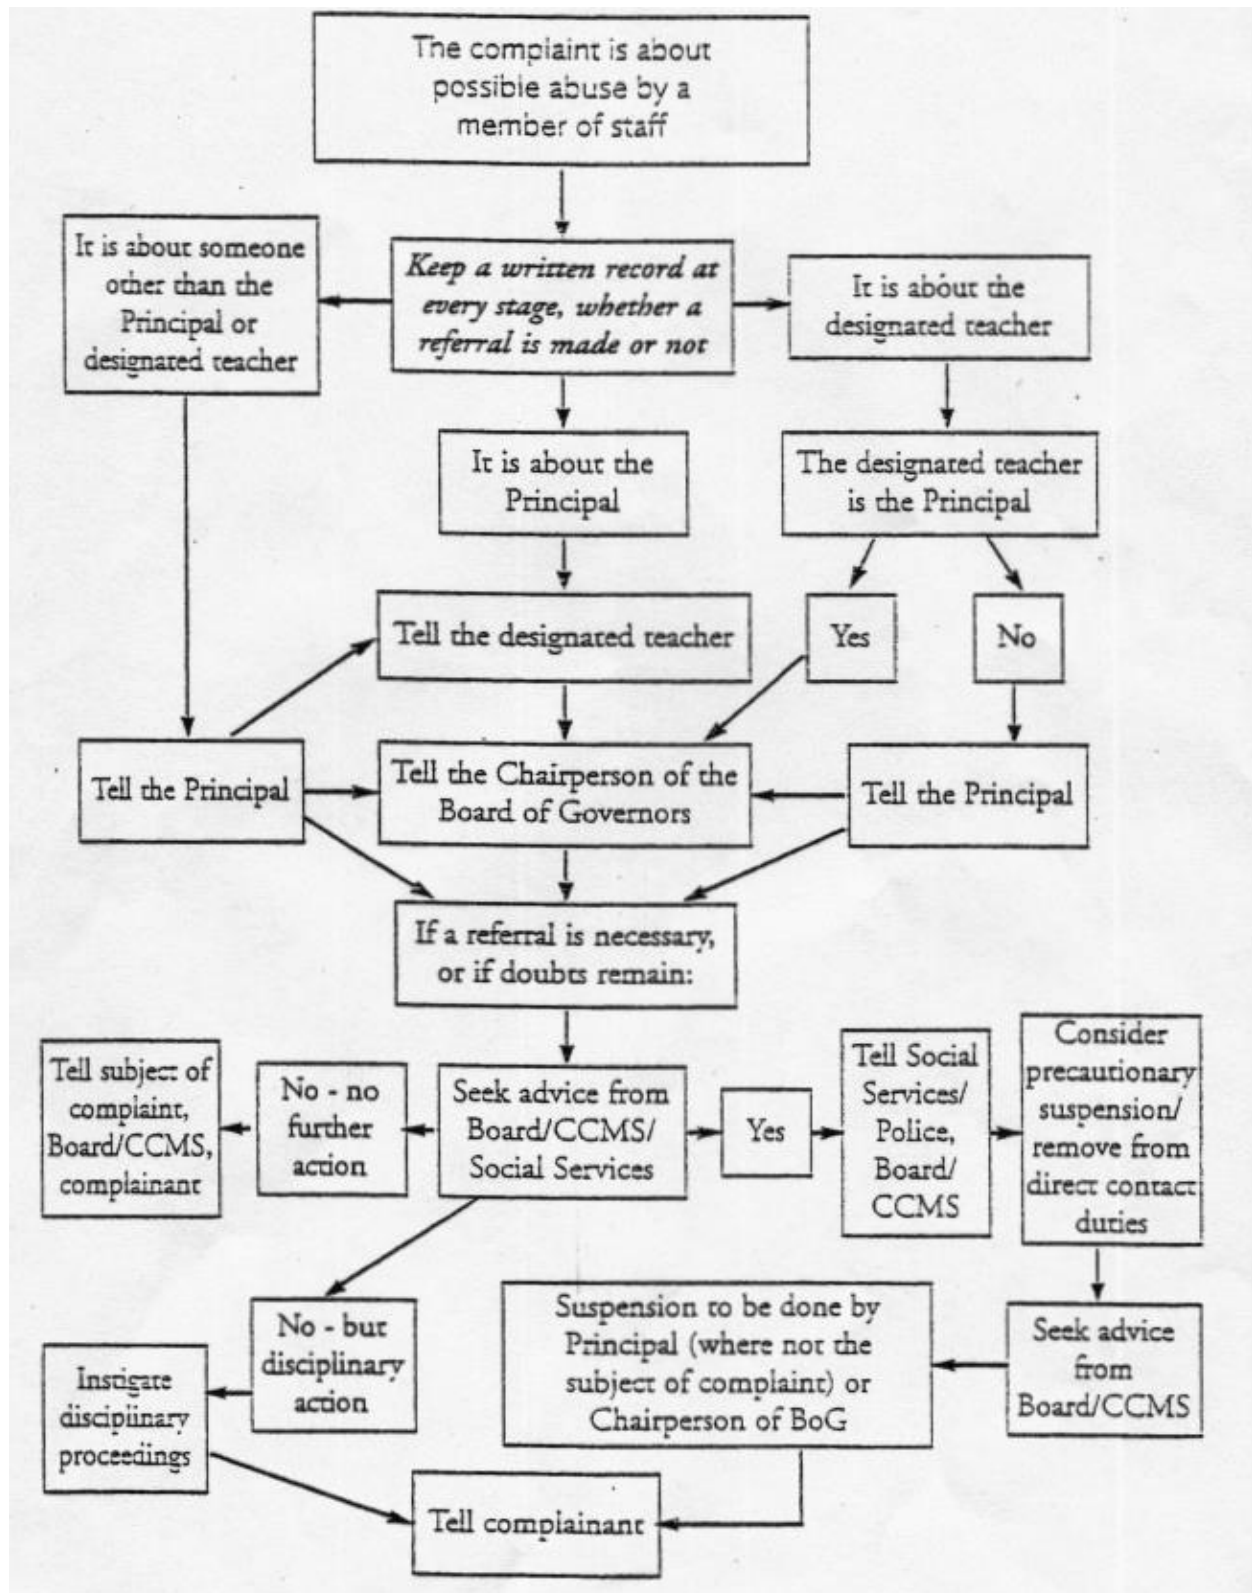 The complaint is about
possible abuse by a
member of staff
It is about someone
other than the
Principal or
designated teacher
Keep a written record at
every stage, whether a
referral is made or not
It is about the
designated teacher
It is about the
Principal
The designated teacher
is the Principal
Tell the designated teacher
Yes
No
Tell the Principal
Tell the Chairperson of the
Board of Governors
Tell the Principal
If a referral is necessary,
or if doubts remain:
Tell subject of
complaint,
Board/CCMS,
complainant
No - no
further
action
Seek advice from
Board/CCMS/
Social Services
Yes
Tell Social
Services/
Police,
Board/
CCMS
Consider
precautionary
suspension/
remove from
direct contact
duties
No - but
disciplinary
action
Instigate
disciplinary
proceedings
Suspension to be done by
Principal (where not the
subject of complaint) or
Chairperson of BoG
Seek advice
from
Board/CCMS
Tell complainant